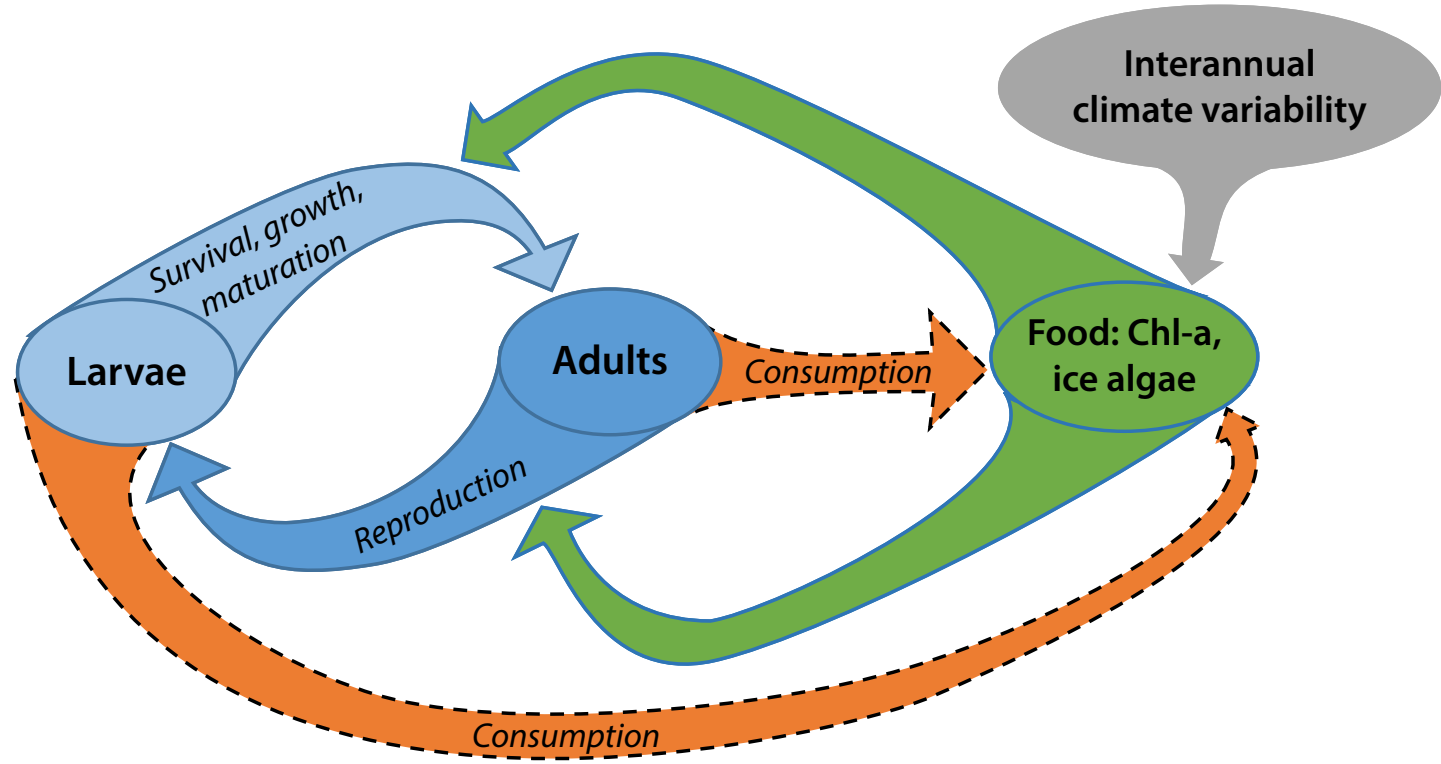 Interannual
climate variability
Survival, growth,
maturation
Larvae
Adults
Consumption
Food: Chl-a,
ice algae
Reproduction
Consumption